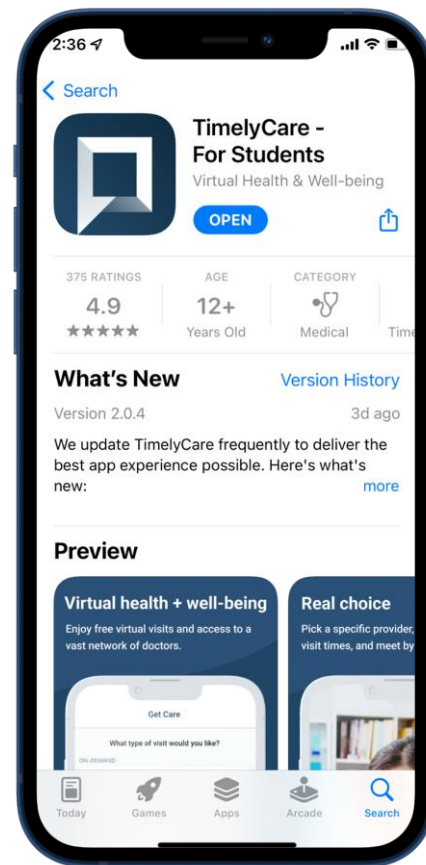 2:36
Search
TimelyCare -
For Students
Virtual Health & Well-being
OPEN
375 RATINGS
AGE
CATEGORY
4.9
12+
★★★★★
Years Old
Medical
Time
What's New
Version History
Version 2.0.4
3d ago
We update TimelyCare frequently to deliver the
best app experience possible. Here's what's
new:
more
Preview
Virtual health + well-being
Enjoy free virtual visits and access to a
vast network of doctors.
Real choice
Pick a specific provider,
visit times, and meet by
Get Care
What type of visit would you like?
ON-DEMAND
Today
Games
Apps
Arcade
Search